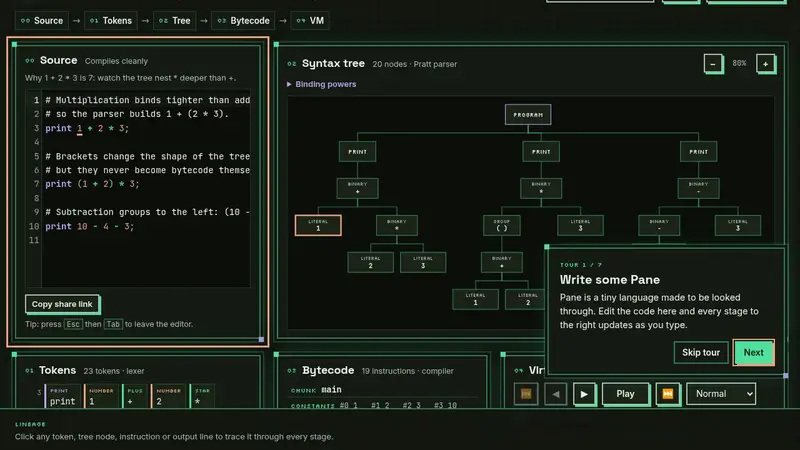 00 Source → 01 Tokens → 02 Tree → 03 Bytecode → 04 VM
00 Source Compiles cleanly
Why 1 + 2 * 3 is 7: watch the tree nest * deeper than +.
1 # Multiplication binds tighter than add
2 # so the parser builds 1 + (2 * 3).
3 print 1 + 2 * 3;
4
5 # Brackets change the shape of the tree
6 # but they never become bytecode themse
7 print (1 + 2) * 3;
8
9 # Subtraction groups to the left: (10 -
10 print 10 - 4 - 3;
11
Copy share link
Tip: press Esc then Tab to leave the editor.
02 Syntax tree 20 nodes · Pratt parser
− 80% +
▶ Binding powers
PROGRAM
PRINT PRINT PRINT
BINARY BINARY BINARY
+ * -
LITERAL BINARY GROUP LITERAL BINARY LITERAL
1 * ( ) 3 - 3
LITERAL LITERAL BINARY
2 3 +
LITERAL LITERAL
1 2
TOUR 1 / 7
Write some Pane
Pane is a tiny language made to be looked
through. Edit the code here and every stage to
the right updates as you type.
Skip tour Next
01 Tokens 23 tokens · lexer
3 PRINT NUMBER PLUS NUMBER STAR
print 1 + 2 *
03 Bytecode 19 instructions · compiler
CHUNK main
CONSTANTS #0 1 #1 2 #2 3 #3 10
04
Play Normal
LINEAGE
Click any token, tree node, instruction or output line to trace it through every stage.